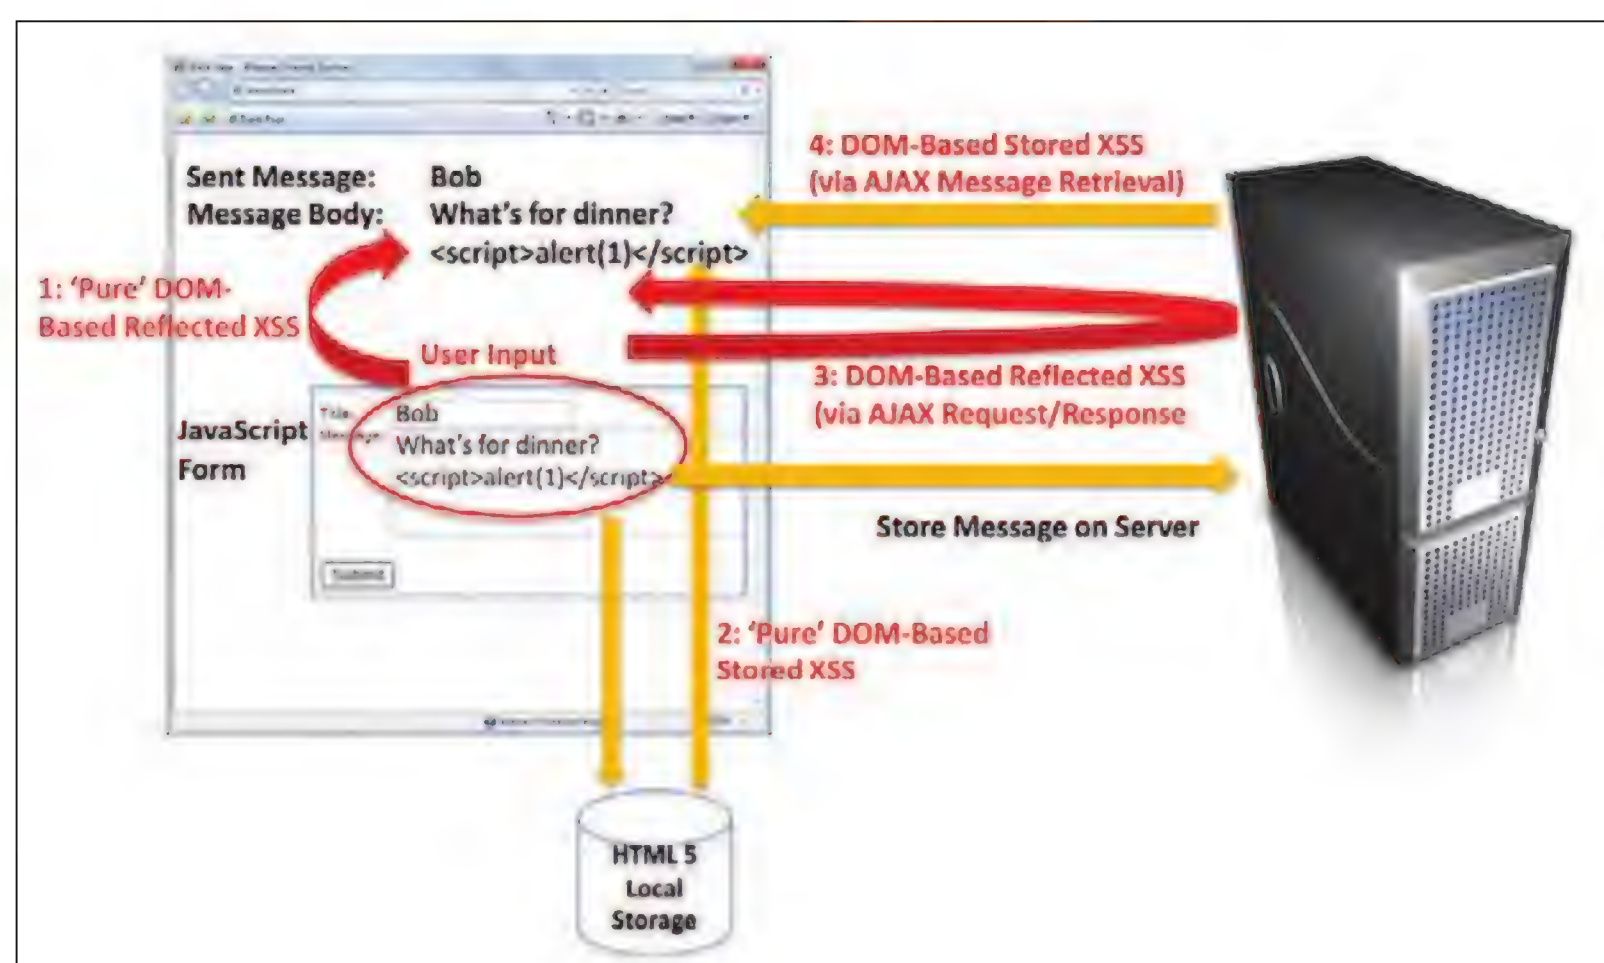 4: DOM-Based Stored XSS
(via AJAX Message Retrieval)
Sent Message: Bob
Message Body: What's for dinner?
<script>alert(1)</script>
1: 'Pure' DOM-
Based Reflected XSS
User Input
3: DOM-Based Reflected XSS
(via AJAX Request/Response
JavaScript
Form
Title
Message
Bob
What's for dinner?
<script>alert(1)</script>
Store Message on Server
Submit
2: 'Pure' DOM-Based
Stored XSS
HTML 5
Local
Storage